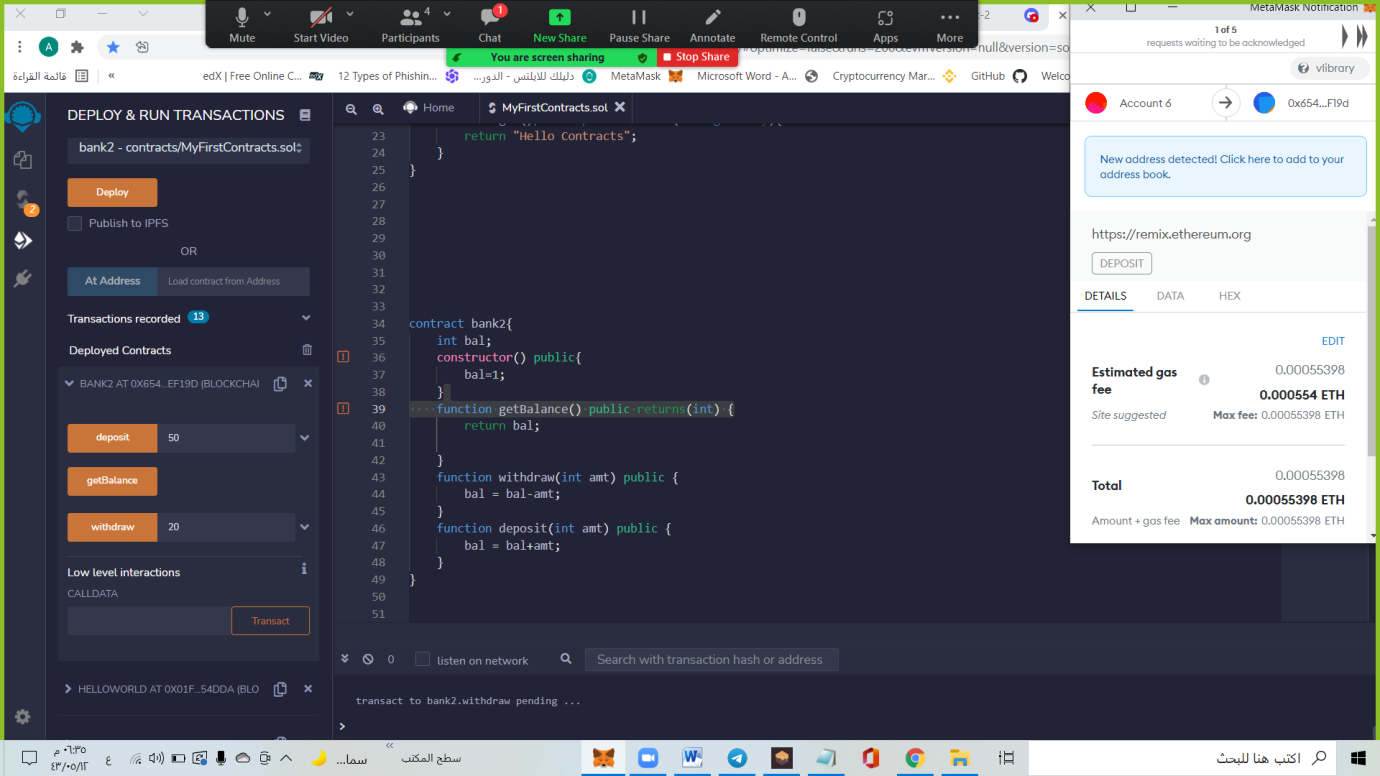 Mute
Start Video
4
Participants
1
Chat
New Share
Pause Share
Annotate
Remote Control
Apps
More
You are screen sharing
Stop Share
A
قائمة القراءة
«
edX | Free Online C...
12 Types of Phishin...
دليلك للايلتس - الدور...
MetaMask
Microsoft Word - A...
Cryptocurrency Mar...
GitHub
Welco
DEPLOY & RUN TRANSACTIONS
bank2 - contracts/MyFirstContracts.sol
Deploy
Publish to IPFS
OR
At Address
Load contract from Address
Transactions recorded 13
Deployed Contracts
BANK2 AT 0X654...EF19D (BLOCKCHAI
deposit
50
getBalance
withdraw
20
Low level interactions
i
CALLDATA
Transact
HELLOWORLD AT 0X01F...54DDA (BLO
2
Home
MyFirstContracts.sol
23 return "Hello Contracts";
24 }
25 }
26
27
28
29
30
31
32
33
34 contract bank2{
35 int bal;
36 constructor() public{
37 bal=1;
38 }
39 function getBalance() public returns(int) {
40 return bal;
41
42 }
43 function withdraw(int amt) public {
44 bal = bal-amt;
45 }
46 function deposit(int amt) public {
47 bal = bal+amt;
48 }
49 }
50
51
0
listen on network
Search with transaction hash or address
transact to bank2.withdraw pending ...
>
MetaMask Notification
1 of 5
requests waiting to be acknowledged
vlibrary
Account 6
0x654...F19d
New address detected! Click here to add to your
address book.
https://remix.ethereum.org
DEPOSIT
DETAILS
DATA
HEX
EDIT
Estimated gas
fee
0.00055398
0.000554 ETH
Site suggested
Max fee: 0.00055398 ETH
Total
0.00055398
0.00055398 ETH
Amount + gas fee
Max amount: 0.00055398 ETH
٠٦:٣٥ م
٤٣/٠٥/١٢
ع
سما...
سطح المكتب
اكتب هنا للبحث